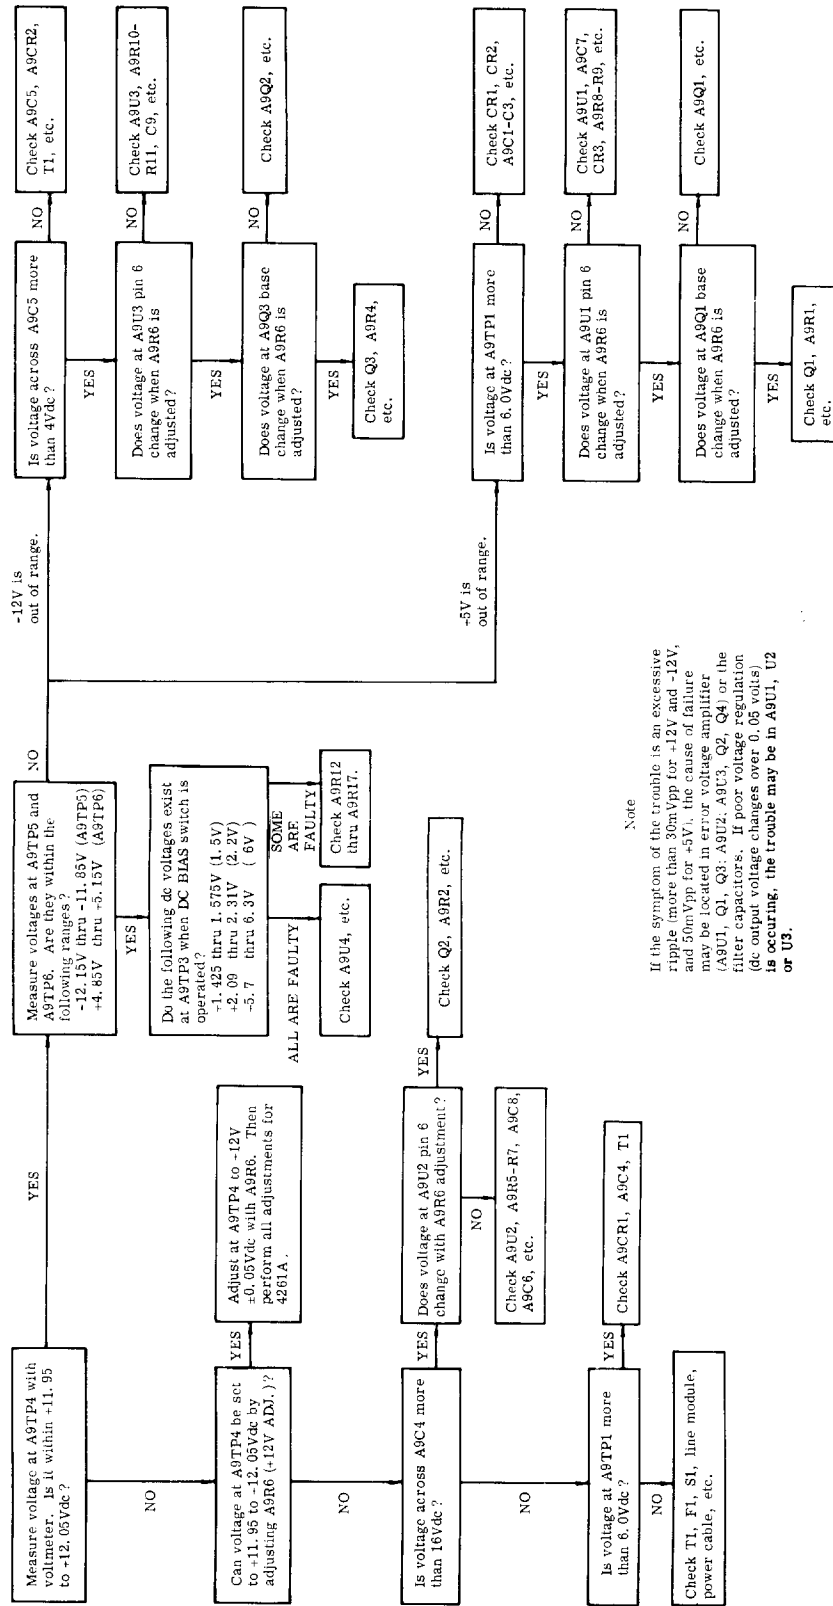 Measure voltage at A9TP4 with
voltmeter. Is it within +11.95
to +12.05Vdc?
YES
NO
Can voltage at A9TP4 be set
to +11.95 to -12.05Vdc by
adjusting A9R6 (+12V ADJ.)?
YES
Adjust at A9TP4 to -12V
±0.05Vdc with A9R6. Then
perform all adjustments for
4261A.
NO
Is voltage across A9C4 more
than 16Vdc?
YES
Does voltage at A9U2 pin 6
change with A9R6 adjustment?
YES
Check Q2, A9R2, etc.
NO
Check A9U2, A9R5-R7, A9C8,
A9C6, etc.
NO
Is voltage at A9TP1 more
than 6.0Vdc?
YES
Check A9CR1, A9C4, T1
NO
Check T1, F1, S1, line module,
power cable, etc.
Measure voltages at A9TP5 and
A9TP6. Are they within the
following ranges?
-12.15V thru -11.85V (A9TP5)
+4.85V thru +5.15V (A9TP6)
NO
YES
Do the following dc voltages exist
at A9TP3 when DC BIAS switch is
operated?
+1.425 thru 1.575V (1.5V)
+2.09 thru 2.31V (2.2V)
+5.7 thru 6.3V ( 6V )
ALL ARE FAULTY
Check A9U4, etc.
SOME
ARE
FAULTY
Check A9R12
thru A9R17.
-12V is
out of range.
Is voltage across A9C5 more
than 4Vdc?
NO
Check A9C5, A9CR2,
T1, etc.
YES
Does voltage at A9U3 pin 6
change when A9R6 is
adjusted?
NO
Check A9U3, A9R10-
R11, C9, etc.
YES
Does voltage at A9Q3 base
change when A9R6 is
adjusted?
NO
Check A9Q2, etc.
YES
Check Q3, A9R4,
etc.
+5V is
out of range.
Is voltage at A9TP1 more
than 6.0Vdc?
NO
Check CR1, CR2,
A9C1-C3, etc.
YES
Does voltage at A9U1 pin 6
change when A9R6 is
adjusted?
NO
Check A9U1, A9C7,
CR3, A9R8-R9, etc.
YES
Does voltage at A9Q1 base
change when A9R6 is
adjusted?
NO
Check A9Q1, etc.
YES
Check Q1, A9R1,
etc.
Note
If the symptom of the trouble is an excessive
ripple (more than 30mVpp for +12V and -12V,
and 50mVpp for +5V), the cause of failure
may be located in error voltage amplifier
(A9U1, Q1, Q3: A9U2: A9U3, Q2, Q4) or the
filter capacitors. If poor voltage regulation
(dc output voltage changes over 0.05 volts)
is occuring, the trouble may be in A9U1, U2
or U3.